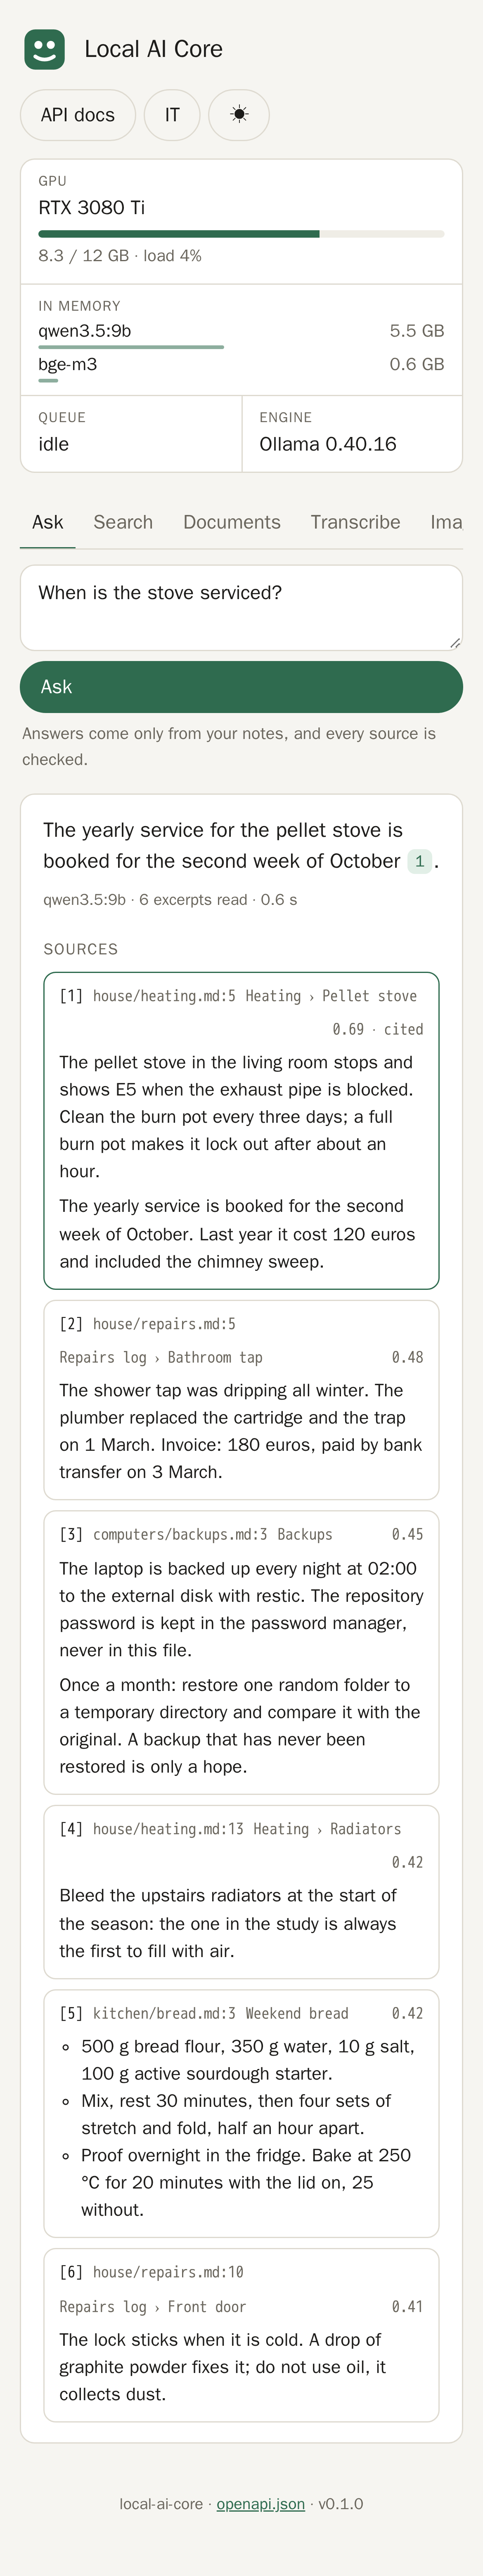 Local AI Core
API docs
IT
GPU
RTX 3080 Ti
8.3 / 12 GB · load 4%
IN MEMORY
qwen3.5:9b 5.5 GB
bge-m3 0.6 GB
QUEUE
idle
ENGINE
Ollama 0.40.16
Ask Search Documents Transcribe Ima
When is the stove serviced?
Ask
Answers come only from your notes, and every source is
checked.
The yearly service for the pellet stove is
booked for the second week of October 1.
qwen3.5:9b · 6 excerpts read · 0.6 s
SOURCES
[1] house/heating.md:5 Heating › Pellet stove
0.69 · cited
The pellet stove in the living room stops and
shows E5 when the exhaust pipe is blocked.
Clean the burn pot every three days; a full
burn pot makes it lock out after about an
hour.
The yearly service is booked for the second
week of October. Last year it cost 120 euros
and included the chimney sweep.
[2] house/repairs.md:5
Repairs log › Bathroom tap 0.48
The shower tap was dripping all winter. The
plumber replaced the cartridge and the trap
on 1 March. Invoice: 180 euros, paid by bank
transfer on 3 March.
[3] computers/backups.md:3 Backups 0.45
The laptop is backed up every night at 02:00
to the external disk with restic. The repository
password is kept in the password manager,
never in this file.
Once a month: restore one random folder to
a temporary directory and compare it with the
original. A backup that has never been
restored is only a hope.
[4] house/heating.md:13 Heating › Radiators
0.42
Bleed the upstairs radiators at the start of
the season: the one in the study is always
the first to fill with air.
[5] kitchen/bread.md:3 Weekend bread 0.42
500 g bread flour, 350 g water, 10 g salt,
100 g active sourdough starter.
Mix, rest 30 minutes, then four sets of
stretch and fold, half an hour apart.
Proof overnight in the fridge. Bake at 250
°C for 20 minutes with the lid on, 25
without.
[6] house/repairs.md:10
Repairs log › Front door 0.41
The lock sticks when it is cold. A drop of
graphite powder fixes it; do not use oil, it
collects dust.
local-ai-core · openapi.json · v0.1.0